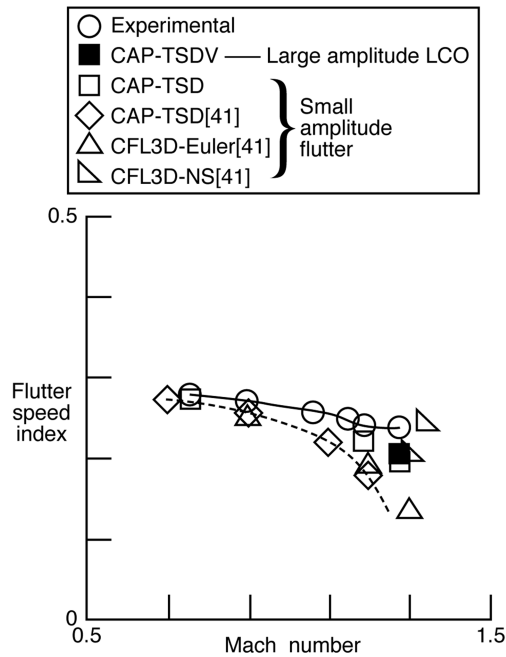 Experimental
CAP-TSDV — Large amplitude LCO
CAP-TSD
CAP-TSD[41]
CFL3D-Euler[41]
CFL3D-NS[41]
Small
amplitude
flutter
0.5
Flutter
speed
index
0
0.5
1.5
Mach number